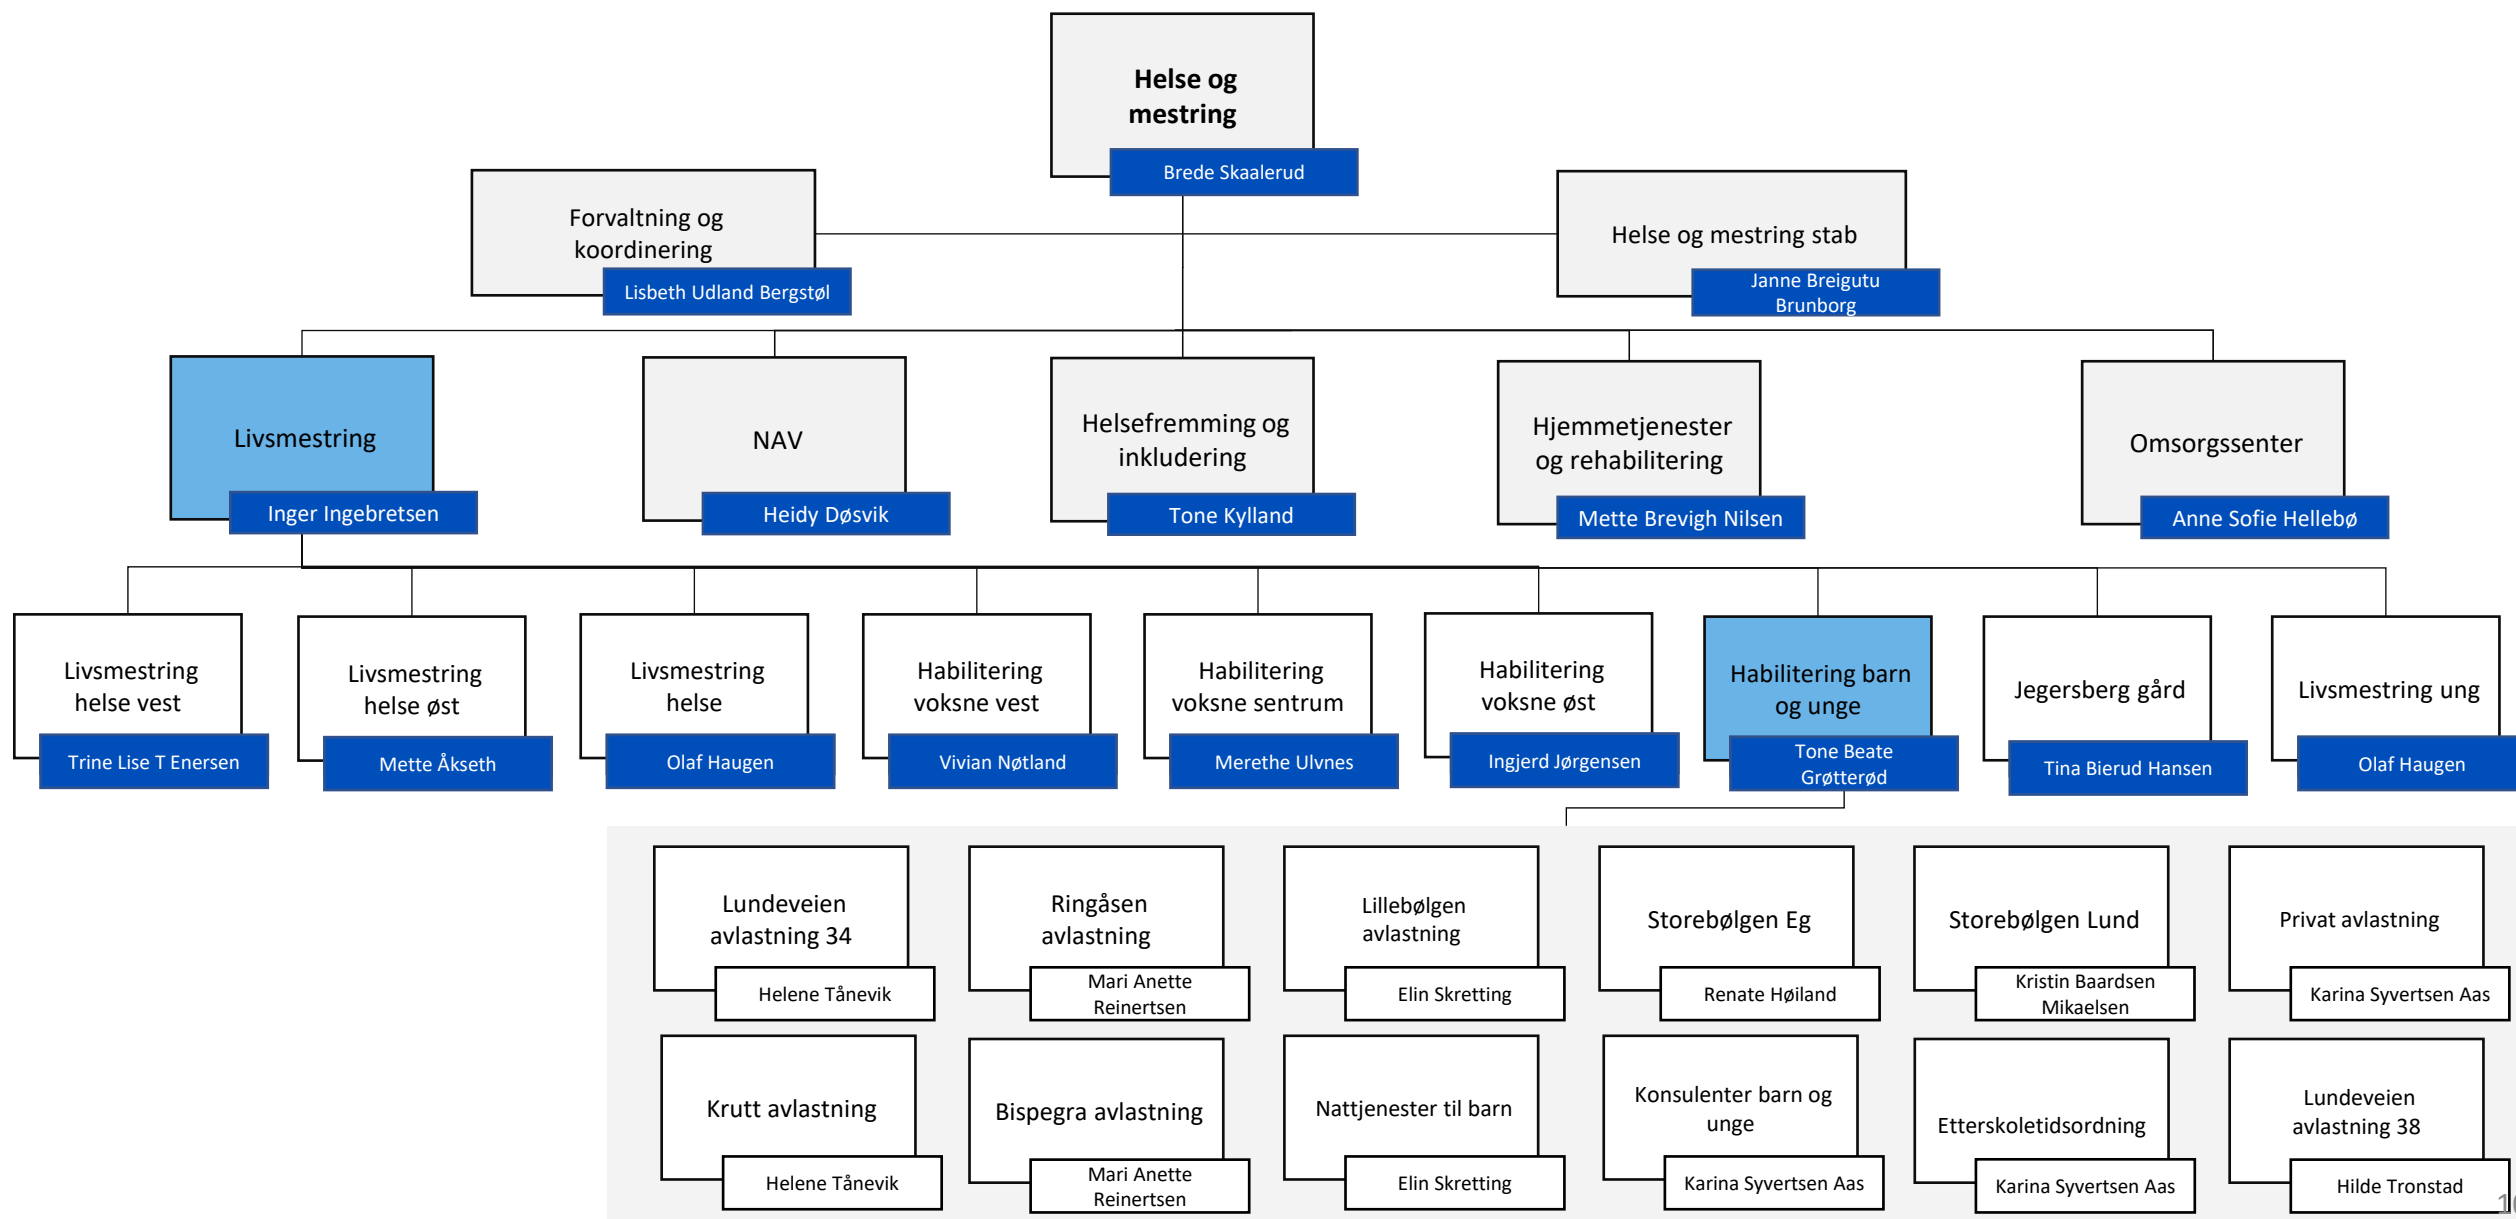 Helse og
mestring
Brede Skaalerud
Forvaltning og
koordinering
Lisbeth Udland Bergstøl
Helse og mestring stab
Janne Breigutu
Brunborg
Livsmestring
Inger Ingebretsen
NAV
Heidy Døsvik
Helsefremming og
inkludering
Tone Kylland
Hjemmetjenester
og rehabilitering
Mette Brevigh Nilsen
Omsorgssenter
Anne Sofie Hellebø
Livsmestring
helse vest
Trine Lise T Enersen
Livsmestring
helse øst
Mette Åkseth
Livsmestring
helse
Olaf Haugen
Habilitering
voksne vest
Vivian Nøtland
Habilitering
voksne sentrum
Merethe Ulvnes
Habilitering
voksne øst
Ingjerd Jørgensen
Habilitering barn
og unge
Tone Beate
Grøtterød
Jegersberg gård
Tina Bierud Hansen
Livsmestring ung
Olaf Haugen
Lundeveien
avlastning 34
Helene Tånevik
Ringåsen
avlastning
Mari Anette
Reinertsen
Lillebølgen
avlastning
Elin Skretting
Storebølgen Eg
Renate Høiland
Storebølgen Lund
Kristin Baardsen
Mikaelsen
Privat avlastning
Karina Syvertsen Aas
Krutt avlastning
Helene Tånevik
Bispegra avlastning
Mari Anette
Reinertsen
Nattjenester til barn
Elin Skretting
Konsulenter barn og
unge
Karina Syvertsen Aas
Etterskoletidsordning
Karina Syvertsen Aas
Lundeveien
avlastning 38
Hilde Tronstad